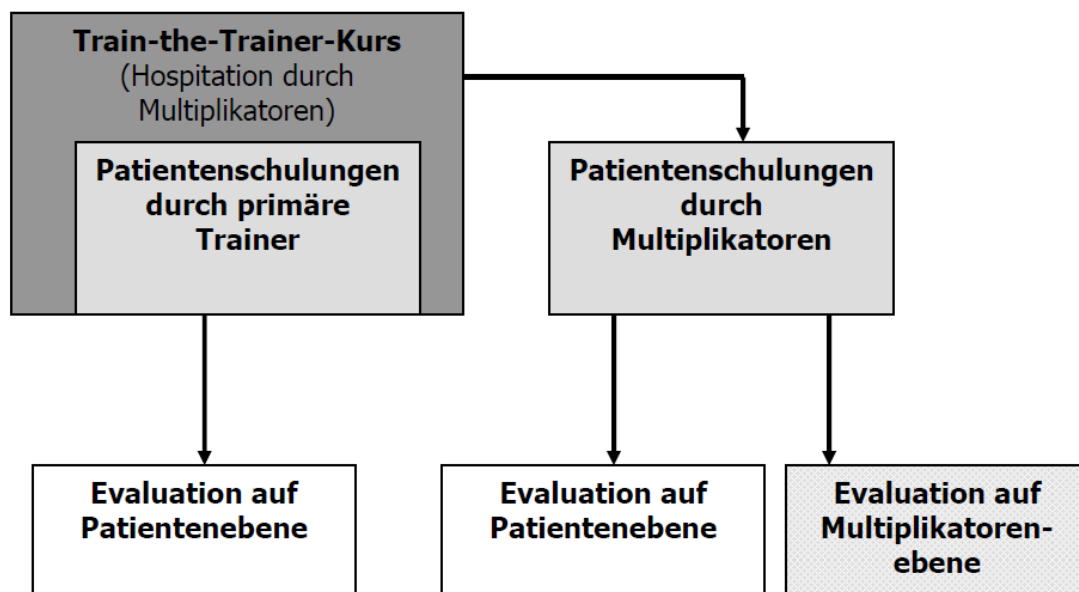 Train-the-Trainer-Kurs
(Hospitation durch
Multiplikatoren)
Patientenschulungen
durch primäre
Trainer
Patientenschulungen
durch
Multiplikatoren
Evaluation auf
Patientenebene
Evaluation auf
Patientenebene
Evaluation auf
Multiplikatoren-
ebene